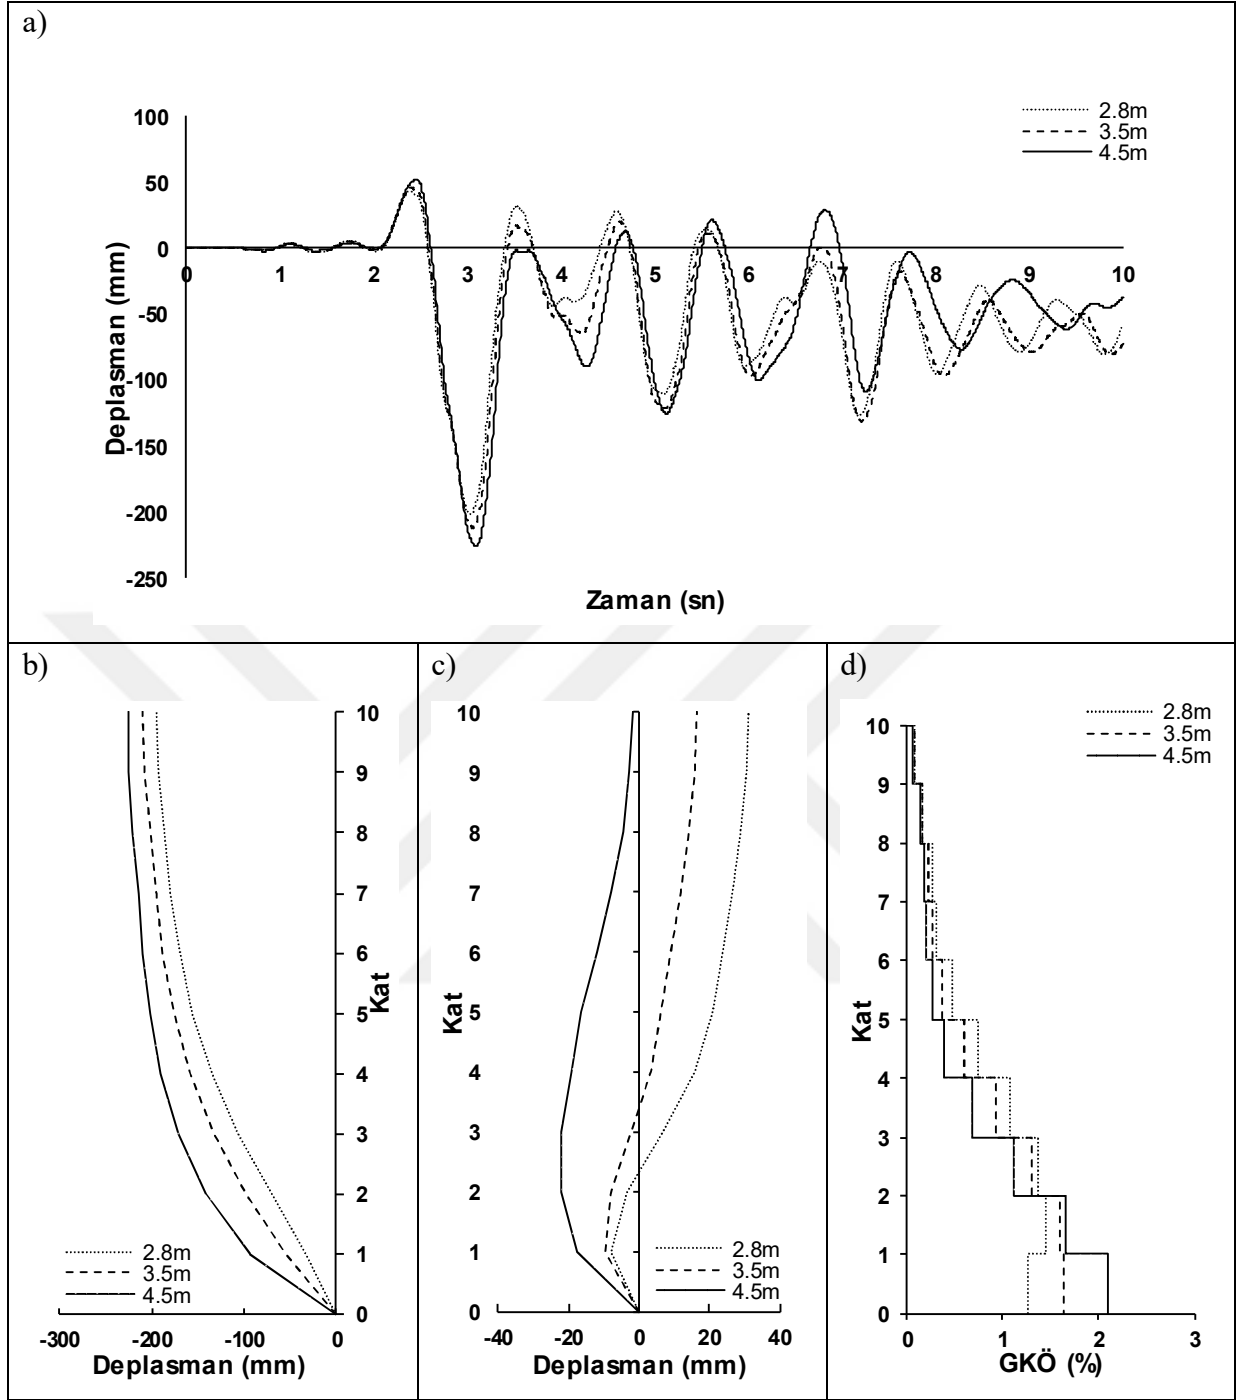 a)
100
50
0
-50
-100
-150
-200
-250
Deplasman (mm)
0 1 2 3 4 5 6 7 8 9 10
Zaman (sn)
2.8m
3.5m
4.5m
b)
10
9
8
7
6
5
4
3
2
1
0
Kat
2.8m
3.5m
4.5m
-300 -200 -100 0
Deplasman (mm)
c)
10
9
8
7
6
5
4
3
2
1
0
Kat
2.8m
3.5m
4.5m
-40 -20 0 20 40
Deplasman (mm)
d)
2.8m
3.5m
4.5m
10
9
8
7
6
5
4
3
2
1
0
Kat
0 1 2 3
GKÖ (%)